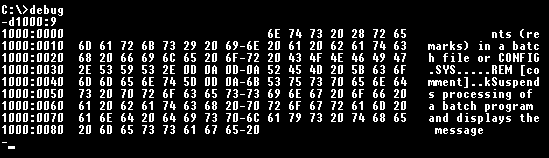 C:\>debug
-d1000:9
1000:0000                              6E 74 73 20 28 72 65           nts (re
1000:0010  6D 61 72 6B 73 29 20 69-6E 20 61 20 62 61 74 63   marks) in a batc
1000:0020  68 20 66 69 6C 65 20 6F-72 20 43 4F 4E 46 49 47   h file or CONFIG
1000:0030  2E 53 59 53 2E 0D 0A 0D-0A 52 45 4D 20 5B 63 6F   .SYS.....REM [co
1000:0040  6D 6D 65 6E 74 5D 0D 0A-6B 53 75 73 70 65 6E 64   mment]..kSuspend
1000:0050  73 20 70 72 6F 63 65 73-73 69 6E 67 20 6F 66 20   s processing of
1000:0060  61 20 62 61 74 63 68 20-70 72 6F 67 72 61 6D 20   a batch program
1000:0070  61 6E 64 20 64 69 73 70-6C 61 79 73 20 74 68 65   and displays the
1000:0080  20 6D 65 73 73 61 67 65-20                         message
-_